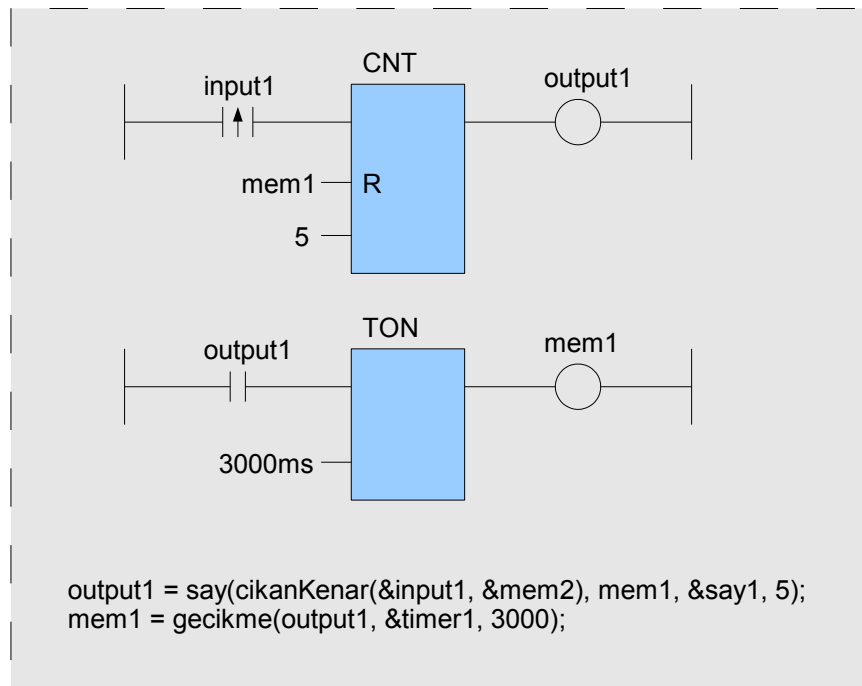 CNT
input1
output1
mem1
R
5
TON
output1
mem1
3000ms
output1 = say(cikanKenar(&input1, &mem2), mem1, &say1, 5);
mem1 = gecikme(output1, &timer1, 3000);